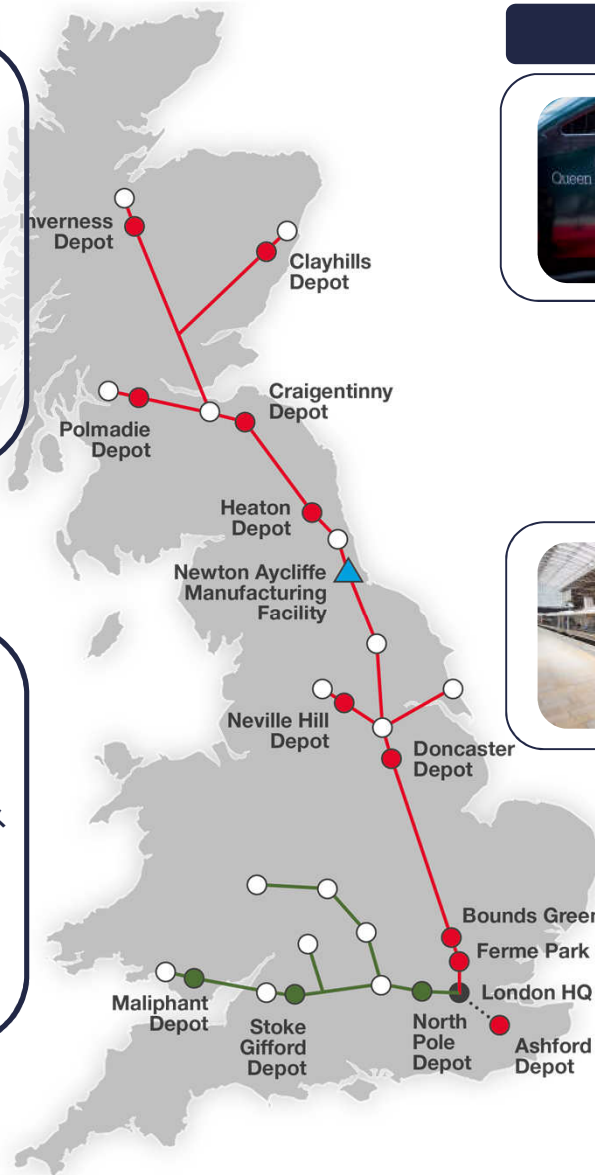 Queen
Inverness
Depot
Clayhills
Depot
Craigentinny
Depot
Polmadie
Depot
Heaton
Depot
Newton Aycliffe
Manufacturing
Facility
Neville Hill
Depot
Doncaster
Depot
Bounds Green
Ferme Park
London HQ
Maliphant
Depot
Stoke
Gifford
Depot
North
Pole
Depot
Ashford
Depot